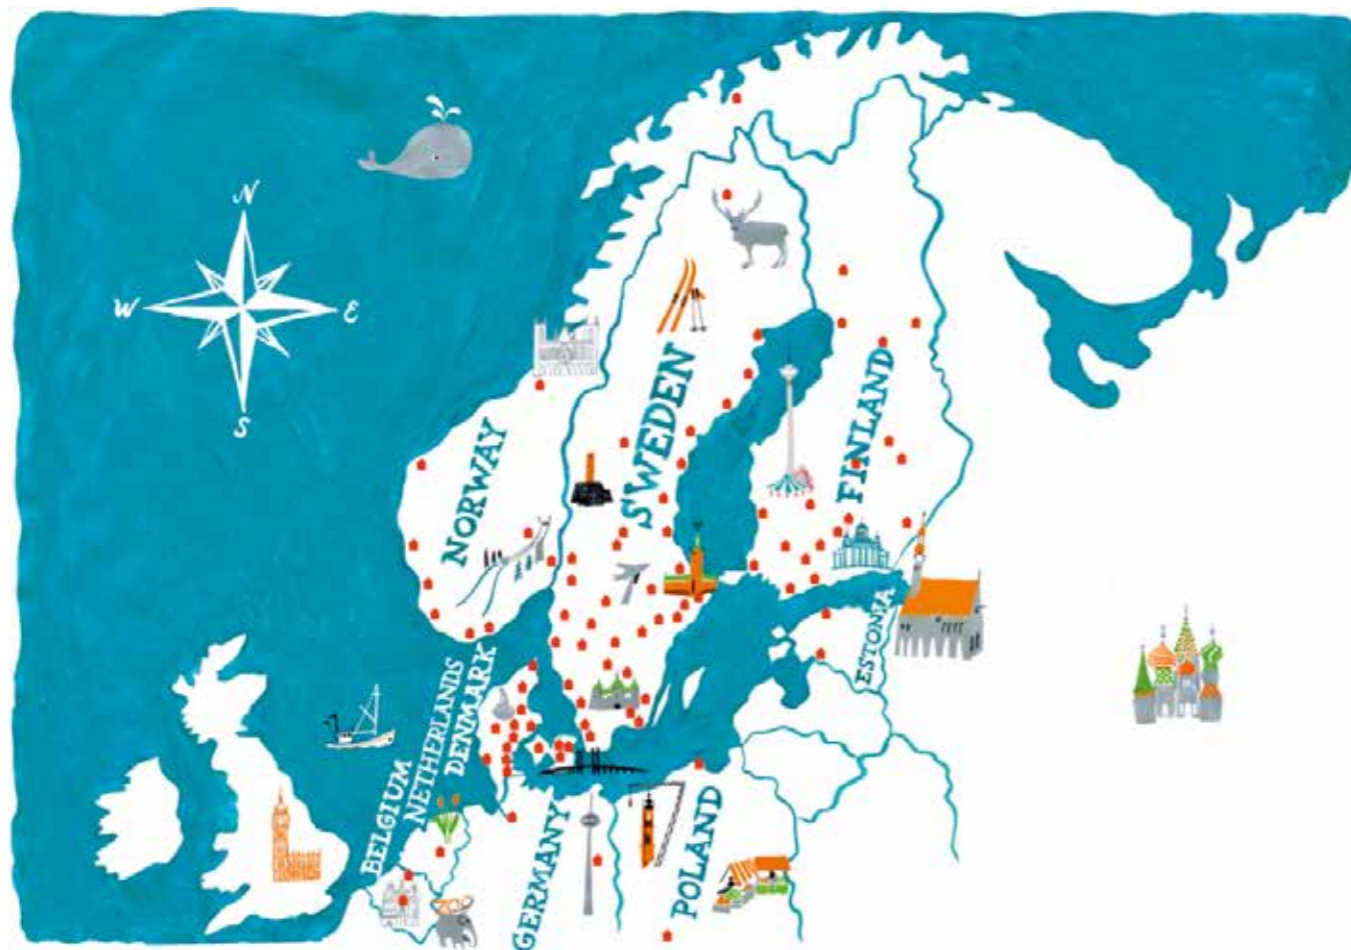 N
W
E
S
NORWAY
SWEDEN
FINLAND
ESTONIA
BELGIUM
NETHERLANDS
DENMARK
GERMANY
POLAND
ZOO